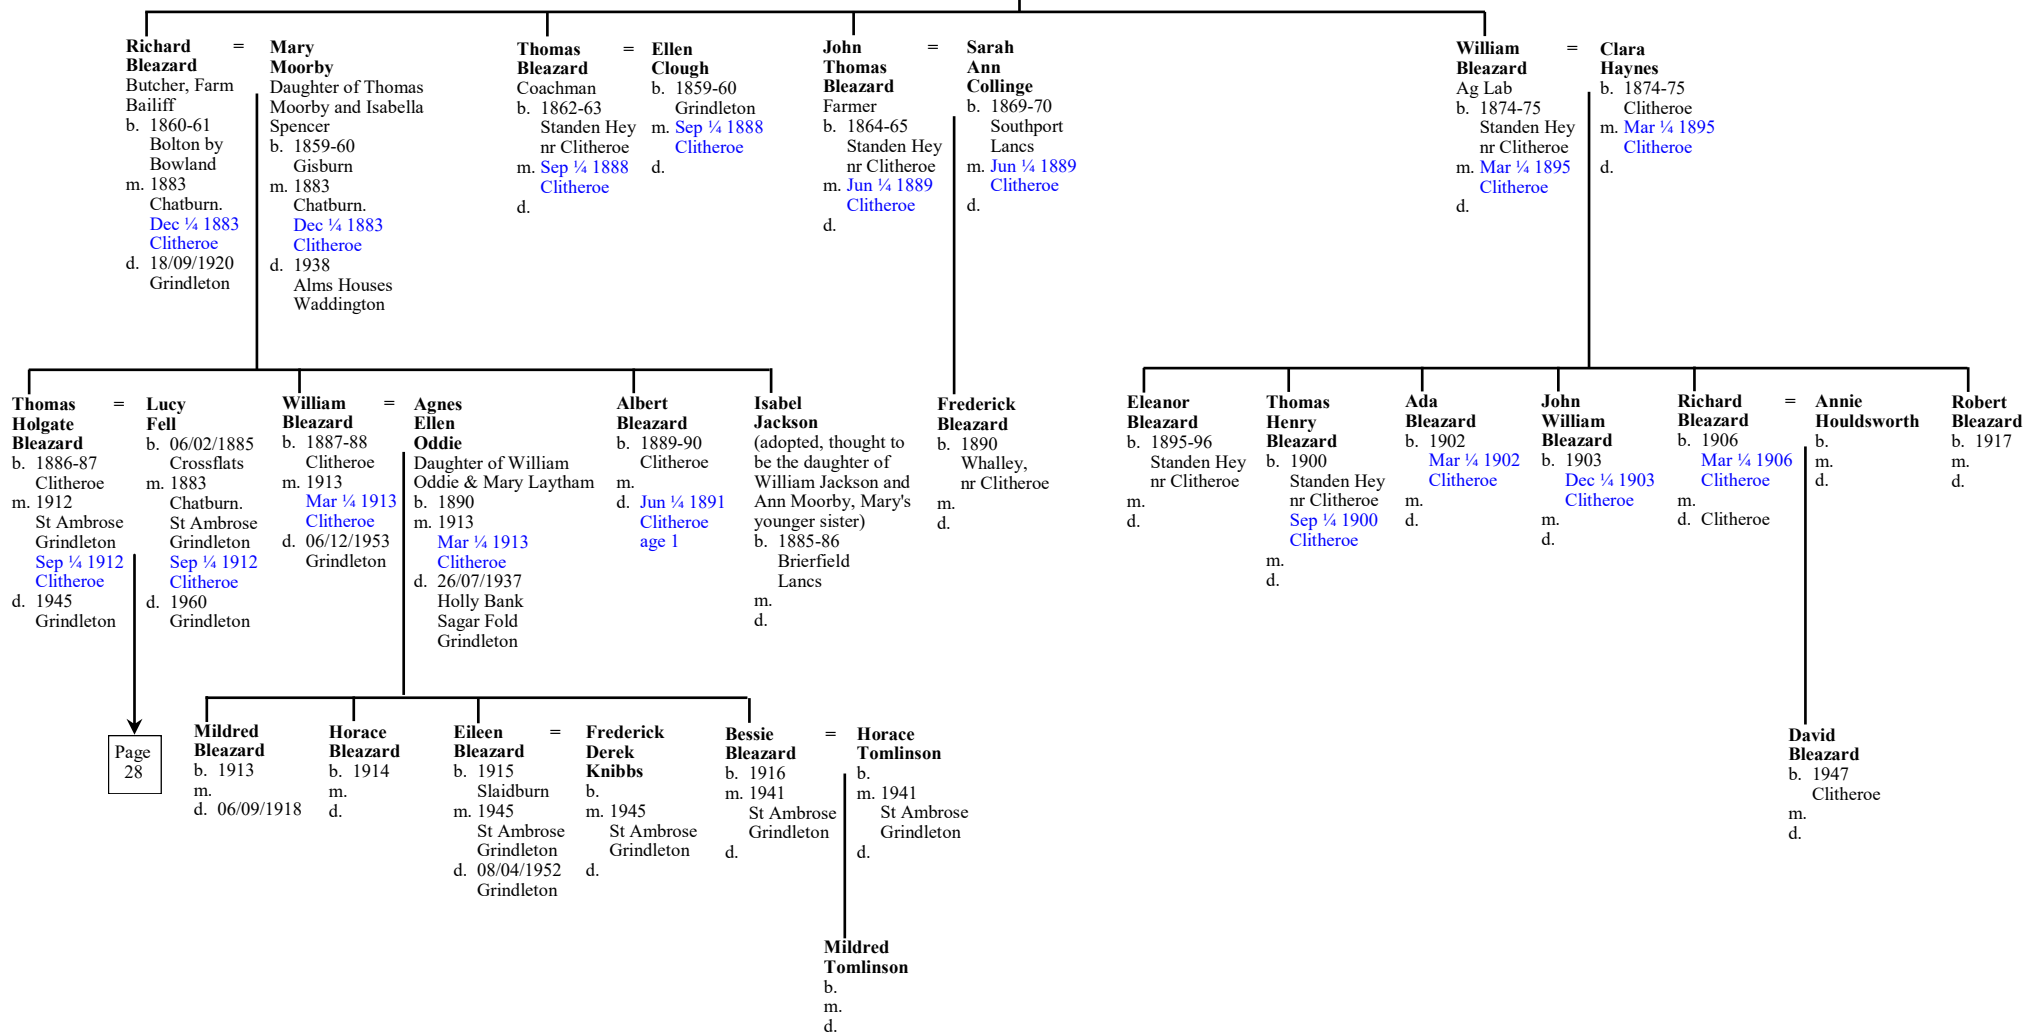 Richard =
Bleazard
Butcher, Farm
Bailiff
b. 1860-61
Bolton by
Bowland
m. 1883
Chatburn.
Dec ¼ 1883
Clitheroe
d. 18/09/1920
Grindleton
Mary
Moorby
Daughter of Thomas
Moorby and Isabella
Spencer
b. 1859-60
Gisburn
m. 1883
Chatburn.
Dec ¼ 1883
Clitheroe
d. 1938
Alms Houses
Waddington
Thomas =
Bleazard
Coachman
b. 1862-63
Standen Hey
nr Clitheroe
m. Sep ¼ 1888
Clitheroe
d.
Ellen
Clough
b. 1859-60
Grindleton
m. Sep ¼ 1888
Clitheroe
d.
John =
Thomas
Bleazard
Farmer
b. 1864-65
Standen Hey
nr Clitheroe
m. Jun ¼ 1889
Clitheroe
d.
Sarah
Ann
Collinge
b. 1869-70
Southport
Lancs
m. Jun ¼ 1889
Clitheroe
d.
William =
Bleazard
Ag Lab
b. 1874-75
Standen Hey
nr Clitheroe
m. Mar ¼ 1895
Clitheroe
d.
Clara
Haynes
b. 1874-75
Clitheroe
m. Mar ¼ 1895
Clitheroe
d.
Thomas =
Holgate
Bleazard
b. 1886-87
Clitheroe
m. 1912
St Ambrose
Grindleton
Sep ¼ 1912
Clitheroe
d. 1945
Grindleton
Lucy
Fell
b. 06/02/1885
Crossflats
m. 1883
Chatburn.
St Ambrose
Grindleton
Sep ¼ 1912
Clitheroe
d. 1960
Grindleton
William =
Bleazard
b. 1887-88
Clitheroe
m. 1913
Mar ¼ 1913
Clitheroe
d. 06/12/1953
Grindleton
Agnes
Ellen
Oddie
Daughter of William
Oddie & Mary Laytham
b. 1890
m. 1913
Mar ¼ 1913
Clitheroe
d. 26/07/1937
Holly Bank
Sagar Fold
Grindleton
Albert
Bleazard
b. 1889-90
Clitheroe
m.
d. Jun ¼ 1891
Clitheroe
age 1
Isabel
Jackson
(adopted, thought to
be the daughter of
William Jackson and
Ann Moorby, Mary's
younger sister)
b. 1885-86
Brierfield
Lancs
m.
d.
Frederick
Bleazard
b. 1890
Whalley,
nr Clitheroe
m.
d.
Eleanor
Bleazard
b. 1895-96
Standen Hey
nr Clitheroe
m.
d.
Thomas
Henry
Bleazard
b. 1900
Standen Hey
nr Clitheroe
Sep ¼ 1900
Clitheroe
m.
d.
Ada
Bleazard
b. 1902
Mar ¼ 1902
Clitheroe
m.
d.
John
William
Bleazard
b. 1903
Dec ¼ 1903
Clitheroe
m.
d.
Richard =
Bleazard
b. 1906
Mar ¼ 1906
Clitheroe
m.
d. Clitheroe
Annie
Houldsworth
b.
m.
d.
Robert
Bleazard
b. 1917
m.
d.
Page
28
Mildred
Bleazard
b. 1913
m.
d. 06/09/1918
Horace
Bleazard
b. 1914
m.
d.
Eileen =
Bleazard
b. 1915
Slaidburn
m. 1945
St Ambrose
Grindleton
d. 08/04/1952
Grindleton
Frederick
Derek
Knibbs
b.
m. 1945
St Ambrose
Grindleton
d.
Bessie =
Bleazard
b. 1916
m. 1941
St Ambrose
Grindleton
d.
Horace
Tomlinson
b.
m. 1941
St Ambrose
Grindleton
d.
David
Bleazard
b. 1947
Clitheroe
m.
d.
Mildred
Tomlinson
b.
m.
d.